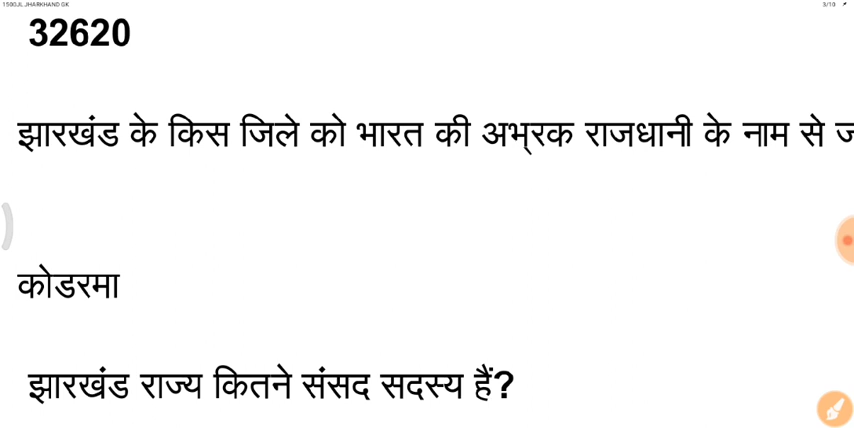 1500JL JHARKHAND GK
3/10
32620
झारखंड के किस जिले को भारत की अभ्रक राजधानी के नाम से
कोडरमा
झारखंड राज्य कितने संसद सदस्य हैं?